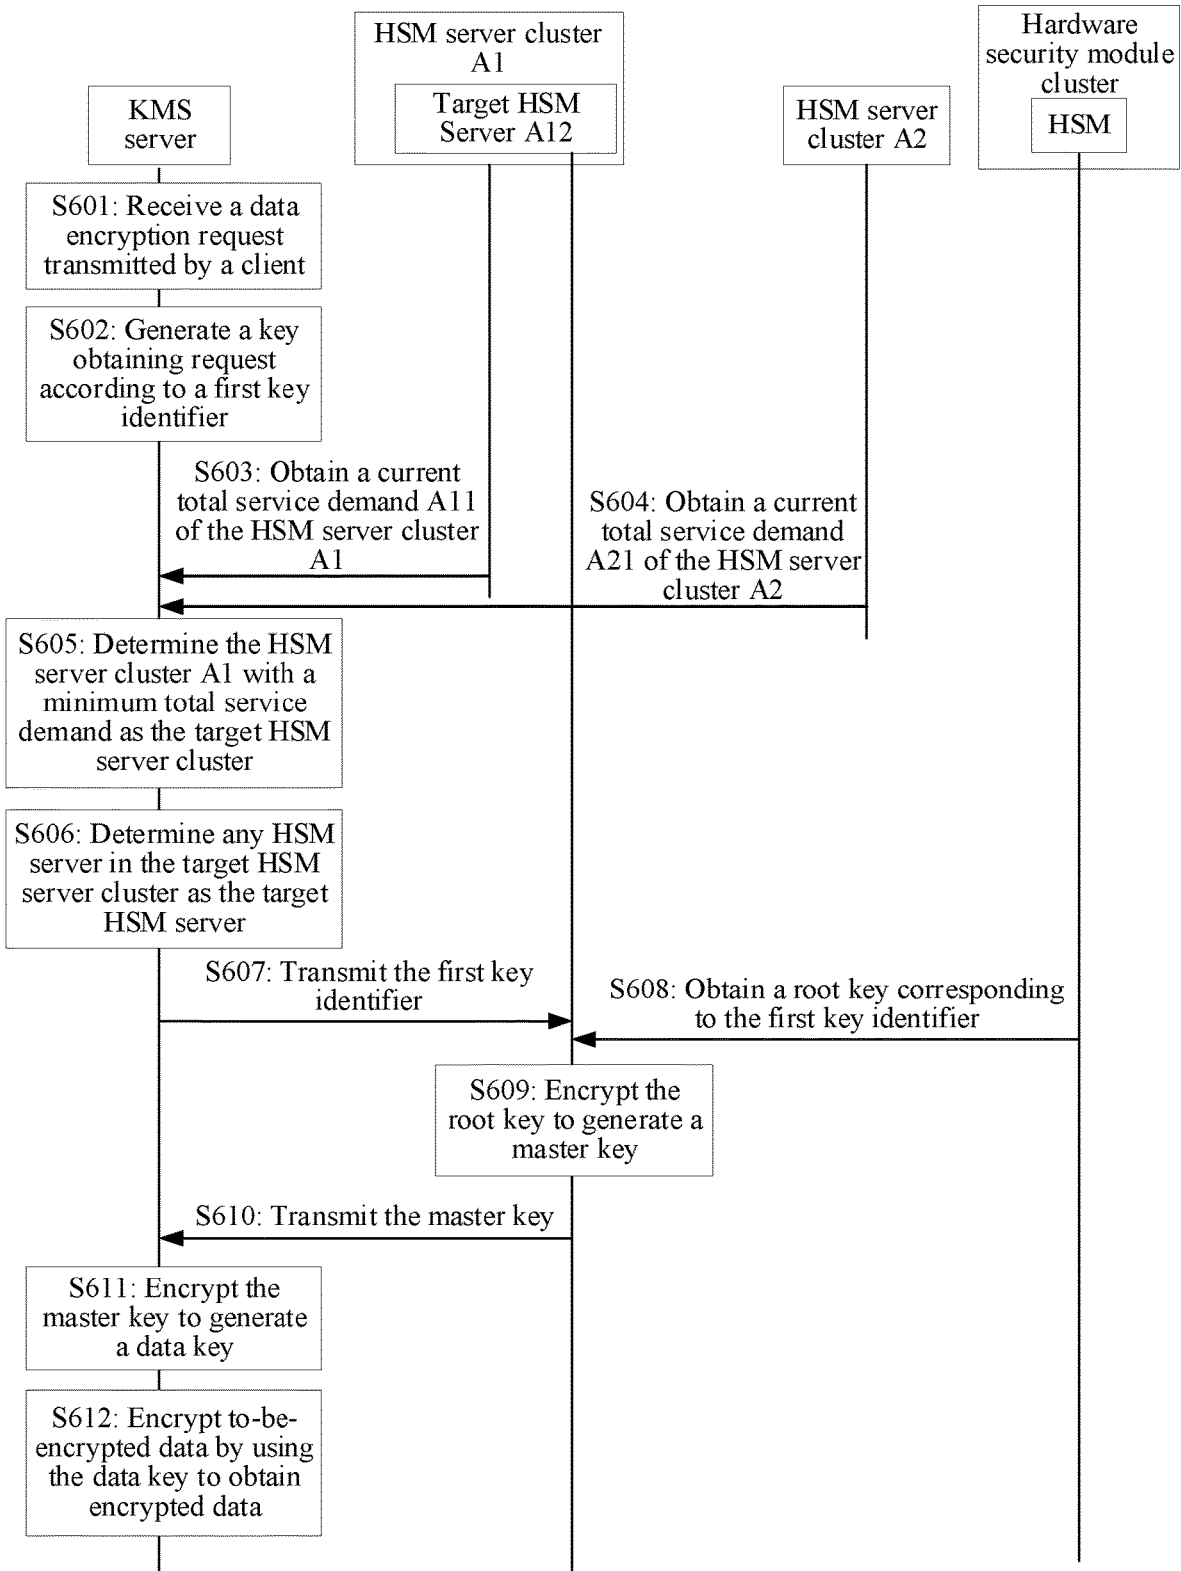 HSM server cluster
A1
Target HSM
Server A12
Hardware
security module
cluster
HSM
KMS
server
HSM server
cluster A2
S601: Receive a data
encryption request
transmitted by a client
S602: Generate a key
obtaining request
according to a first key
identifier
S603: Obtain a current
total service demand A11
of the HSM server cluster
A1
S604: Obtain a current
total service demand
A21 of the HSM server
cluster A2
S605: Determine the HSM
server cluster A1 with a
minimum total service
demand as the target HSM
server cluster
S606: Determine any HSM
server in the target HSM
server cluster as the target
HSM server
S607: Transmit the first key
identifier
S608: Obtain a root key corresponding
to the first key identifier
S609: Encrypt the
root key to generate a
master key
S610: Transmit the master key
S611: Encrypt the
master key to generate
a data key
S612: Encrypt to-be-
encrypted data by using
the data key to obtain
encrypted data